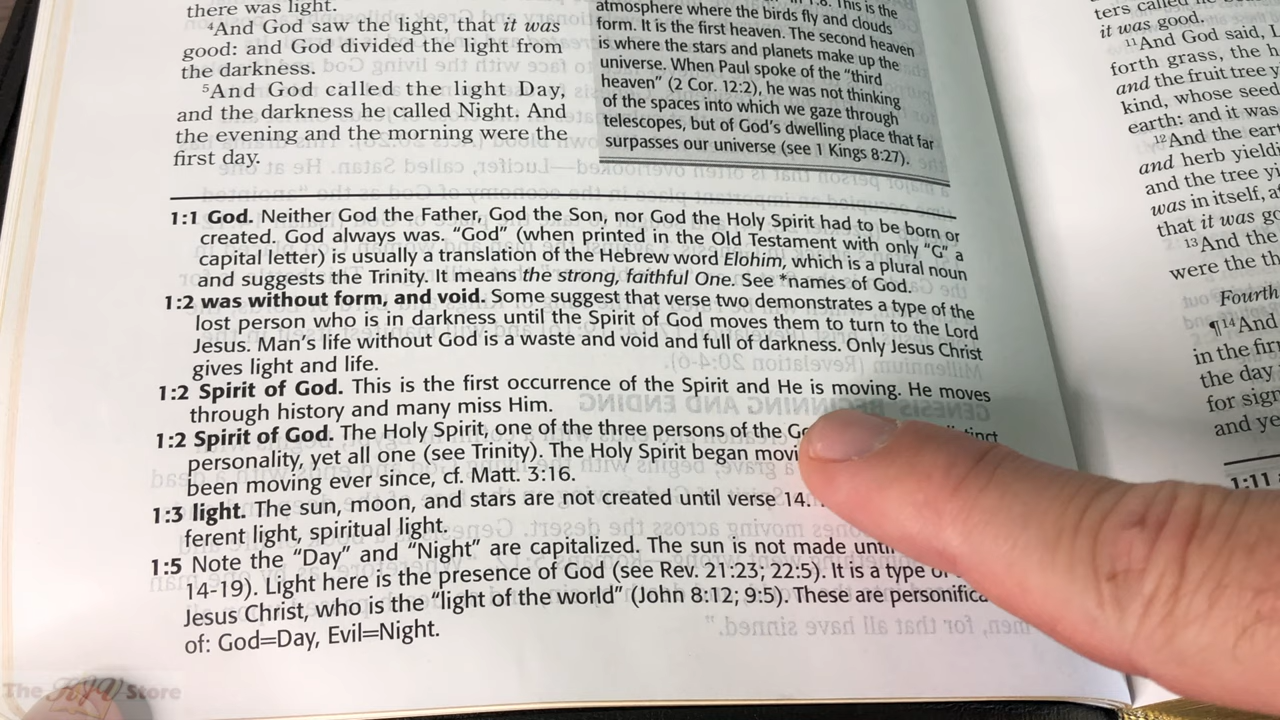 there was light.
⁴And God saw the light, that it was
good: and God divided the light from
the darkness.
⁵And God called the light Day,
and the darkness he called Night. And
the evening and the morning were the
first day.
1:8. This is the
atmosphere where the birds fly and clouds
form. It is the first heaven. The second heaven
is where the stars and planets make up the
universe. When Paul spoke of the “third
heaven” (2 Cor. 12:2), he was not thinking
of the spaces into which we gaze through
telescopes, but of God’s dwelling place that far
surpasses our universe (see 1 Kings 8:27).
1:1 God. Neither God the Father, God the Son, nor God the Holy Spirit had to be born or
created. God always was. “God” (when printed in the Old Testament with only “G”, a
capital letter) is usually a translation of the Hebrew word Elohim, which is a plural noun
and suggests the Trinity. It means the strong, faithful One. See *names of God.
1:2 was without form, and void. Some suggest that verse two demonstrates a type of the
lost person who is in darkness until the Spirit of God moves them to turn to the Lord
Jesus. Man’s life without God is a waste and void and full of darkness. Only Jesus Christ
gives light and life.
1:2 Spirit of God. This is the first occurrence of the Spirit and He is moving. He moves
through history and many miss Him.
1:2 Spirit of God. The Holy Spirit, one of the three persons of the
personality, yet all one (see Trinity). The Holy Spirit began
been moving ever since, cf. Matt. 3:16.
1:3 light. The sun, moon, and stars are not created until verse 14.
ferent light, spiritual light.
1:5 Note the “Day” and “Night” are capitalized. The sun is not made
14-19). Light here is the presence of God (see Rev. 21:23; 22:5). It is a type
Jesus Christ, who is the “light of the world” (John 8:12; 9:5). These are
of: God=Day, Evil=Night.
ters called
it was good.
¹¹And God said,
forth grass, the
and the fruit tree
kind, whose seed
earth: and it was
¹²And the
and herb
and the tree
was in itself,
that it was
¹³And the
were the
Fourth
¶¹⁴And
in the
the day
for
and
1:11
The KJV Store